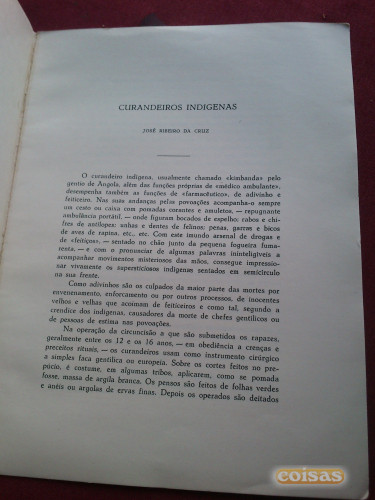 CURANDEIROS INDIGENAS
JOSÉ RIBEIRO DA CRUZ
O curandeiro indígena, usualmente chamado «kimbanda» pelo
gentio de Angola, além das funções próprias de «médico ambulante»,
desempenha também as funções de «farmacêutico», de adivinho e
feiticeiro. Nas suas andanças pelas povoações acompanha-o sempre
um cesto ou caixa com pomadas corantes e amuletos, — repugnante
ambulância portátil, — onde figuram bocados de espelho; rabos e chi-
fres de antílopes; unhas e dentes de felinos; penas, garras e bicos
de aves de rapina, etc., etc. Com este imundo arsenal de drogas e
de «feitiços», — sentado no chão junto da pequena fogueira fuma-
renta, — e com o pronunciar de algumas palavras ininteligíveis a
acompanhar movimentos misteriosos das mãos, consegue impressio-
nar vivamente os supersticiosos indígenas sentados em semicírculo
na sua frente.
Como adivinhos são os culpados da maior parte das mortes por
envenenamento, enforcamento ou por outros processos, de inocentes
velhos e velhas que acoimam de feiticeiros e como tal, segundo a
crendice dos indígenas, causadores da morte de chefes gentílicos ou
de pessoas de estima nas povoações.
Na operação da circuncisão a que são submetidos os rapazes,
geralmente entre os 12 e os 16 anos, — em obediência a crenças e
preceitos rituais, — os curandeiros usam como instrumento cirúrgico
a simples faca gentílica ou europeia. Sobre os cortes feitos no pre-
púcio, é costume, em algumas tribos, aplicarem, como se pomada
fosse, massa de argila branca. Os pensos são feitos de folhas verdes
e anéis ou argolas de ervas finas. Depois os operados são deitados
coisas